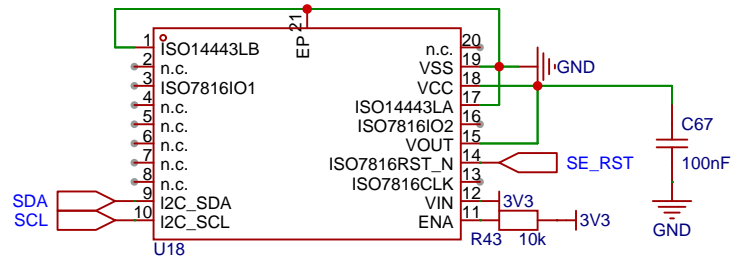 EP 21
1 ISO14443LB
2 n.c.
3 ISO7816IO1
4 n.c.
5 n.c.
6 n.c.
7 n.c.
8 n.c.
SDA 9 I2C_SDA
SCL 10 I2C_SCL
n.c. 20
VSS 19 GND
VCC 18
ISO14443LA 17
ISO7816IO2 16
VOUT 15
ISO7816RST_N 14 SE_RST
ISO7816CLK 13
VIN 12 3V3
ENA 11 3V3
R43 10k
U18
C67
100nF
GND